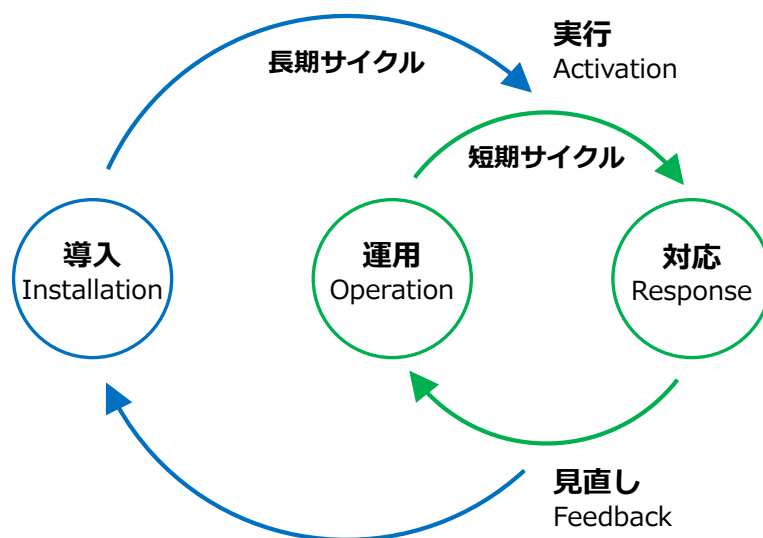 長期サイクル
実行
Activation
短期サイクル
導入
Installation
運用
Operation
対応
Response
見直し
Feedback